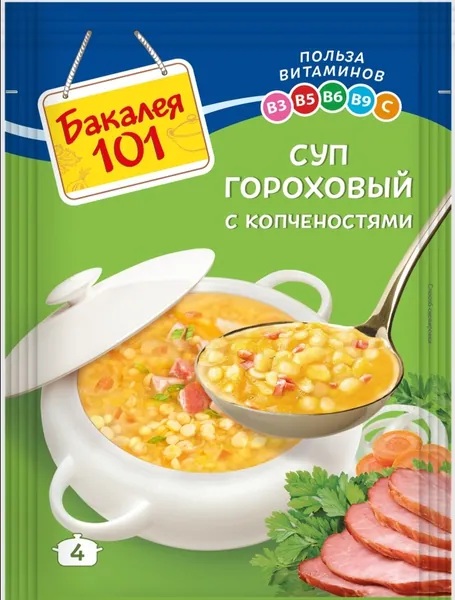 ПОЛЬЗА
ВИТАМИНОВ
B3 B5 B6 B9 C
Бакалея
101
СУП
ГОРОХОВЫЙ
С КОПЧЕНОСТЯМИ
4